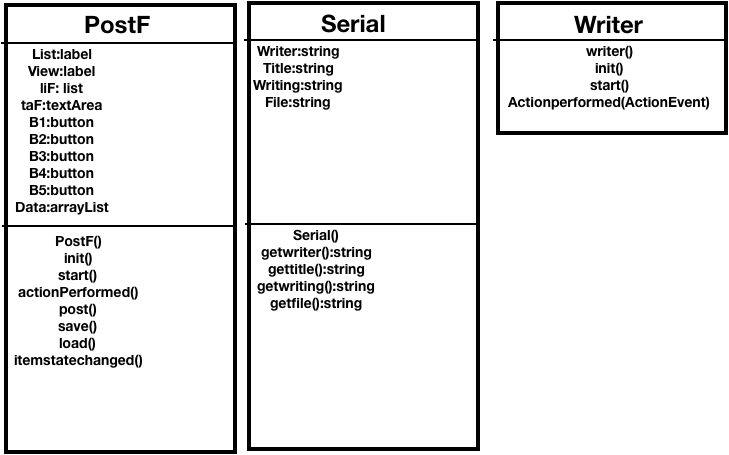 PostF
List:label
View:label
liF: list
taF:textArea
B1:button
B2:button
B3:button
B4:button
B5:button
Data:arrayList
PostF()
init()
start()
actionPerformed()
post()
save()
load()
itemstatechanged()
Serial
Writer:string
Title:string
Writing:string
File:string
Serial()
getwriter():string
gettitle():string
getwriting():string
getfile():string
Writer
writer()
init()
start()
Actionperformed(ActionEvent)